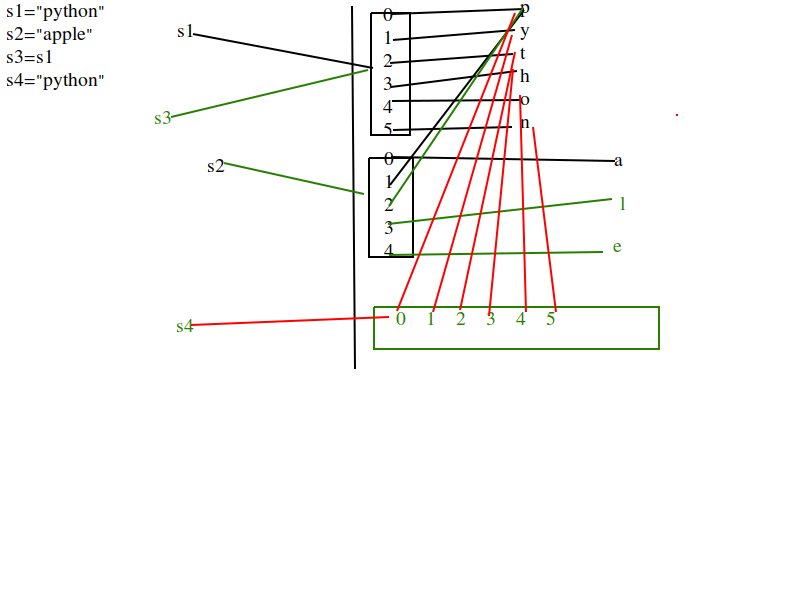 s1="python"
s2="apple"
s3=s1
s4="python"
s1
s3
s2
s4
0
1
2
3
4
5
p
y
t
h
o
n
0
1
2
3
4
a
l
e
0 1 2 3 4 5